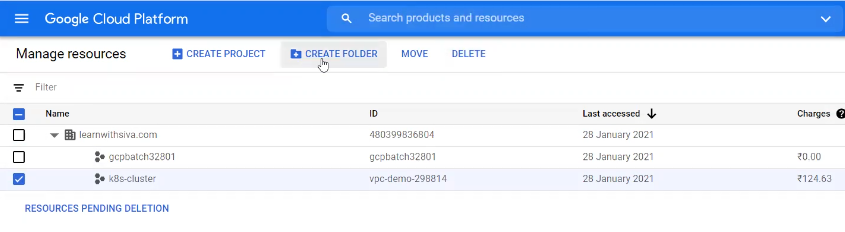 Google Cloud Platform Search products and resources
Manage resources CREATE PROJECT CREATE FOLDER MOVE DELETE
Filter
Name ID Last accessed Charges
learnwithsiva.com 480399836804 28 January 2021
gcpbatch32801 gcpbatch32801 28 January 2021 ₹0.00
k8s-cluster vpc-demo-298814 28 January 2021 ₹124.63
RESOURCES PENDING DELETION